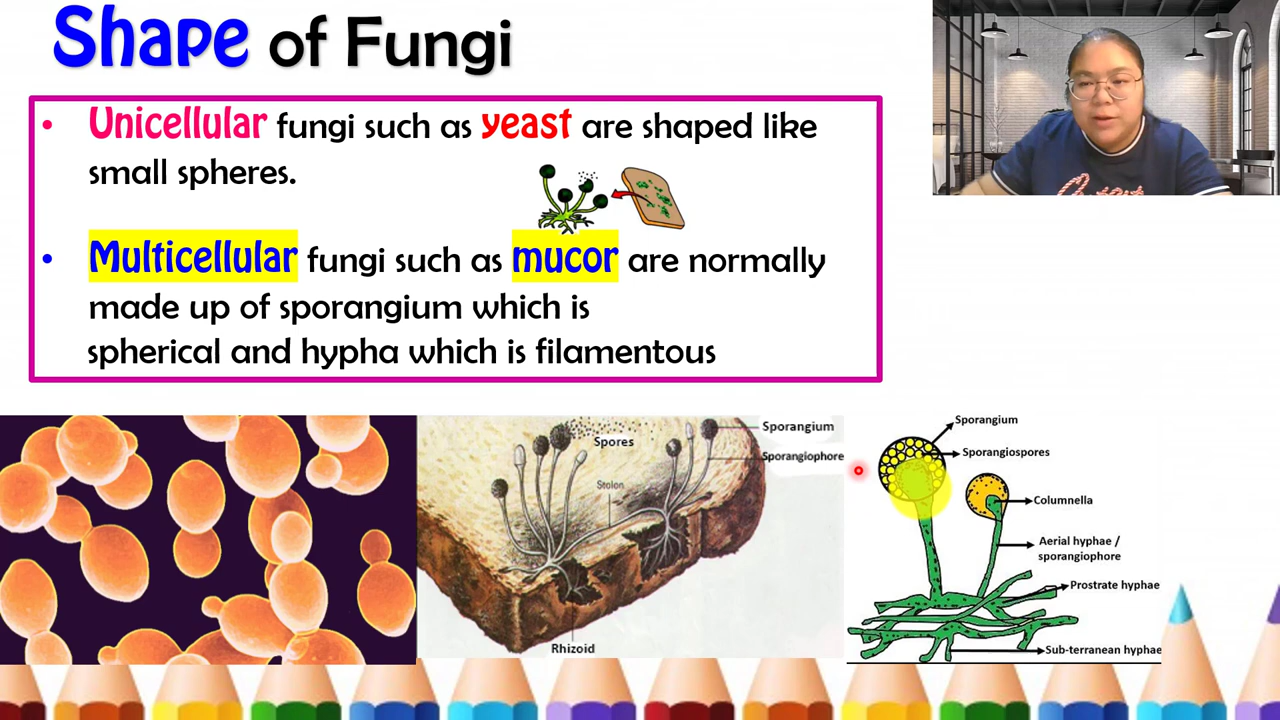 Shape of Fungi
• Unicellular fungi such as yeast are shaped like
small spheres.
• Multicellular fungi such as mucor are normally
made up of sporangium which is
spherical and hypha which is filamentous
Spores
Sporangium
Sporangiophore
Stolon
Rhizoid
Sporangium
Sporangiospores
Columnella
Aerial hyphae /
sporangiophore
Prostrate hyphae
Sub-terranean hyphae